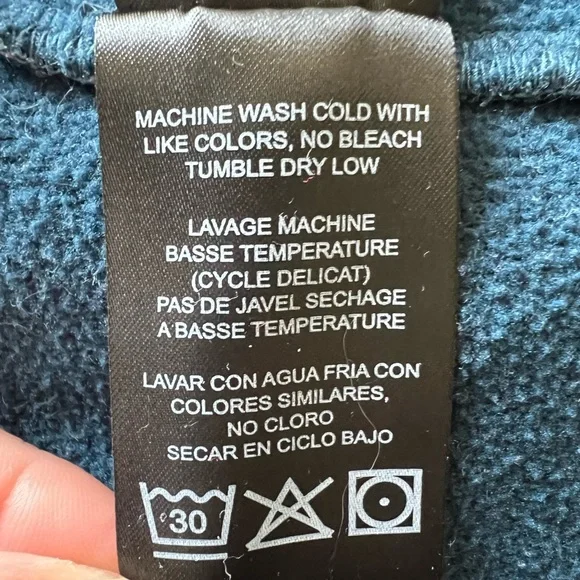 MACHINE WASH COLD WITH
LIKE COLORS, NO BLEACH
TUMBLE DRY LOW
LAVAGE MACHINE
BASSE TEMPERATURE
(CYCLE DELICAT)
PAS DE JAVEL SECHAGE
A BASSE TEMPERATURE
LAVAR CON AGUA FRIA CON
COLORES SIMILARES,
NO CLORO
SECAR EN CICLO BAJO
30